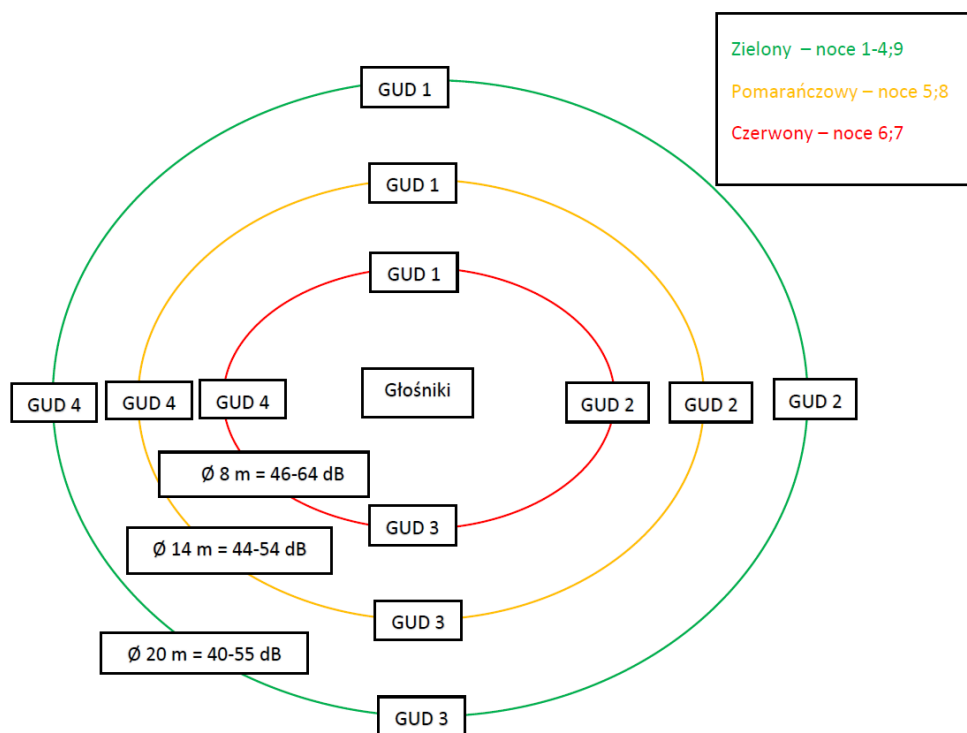 Zielony – noce 1-4;9
Pomarańczowy – noce 5;8
Czerwony – noce 6;7
GUD 1
GUD 1
GUD 1
Głośniki
GUD 4
GUD 4
GUD 4
GUD 2
GUD 2
GUD 2
Ø 8 m = 46-64 dB
GUD 3
Ø 14 m = 44-54 dB
GUD 3
Ø 20 m = 40-55 dB
GUD 3